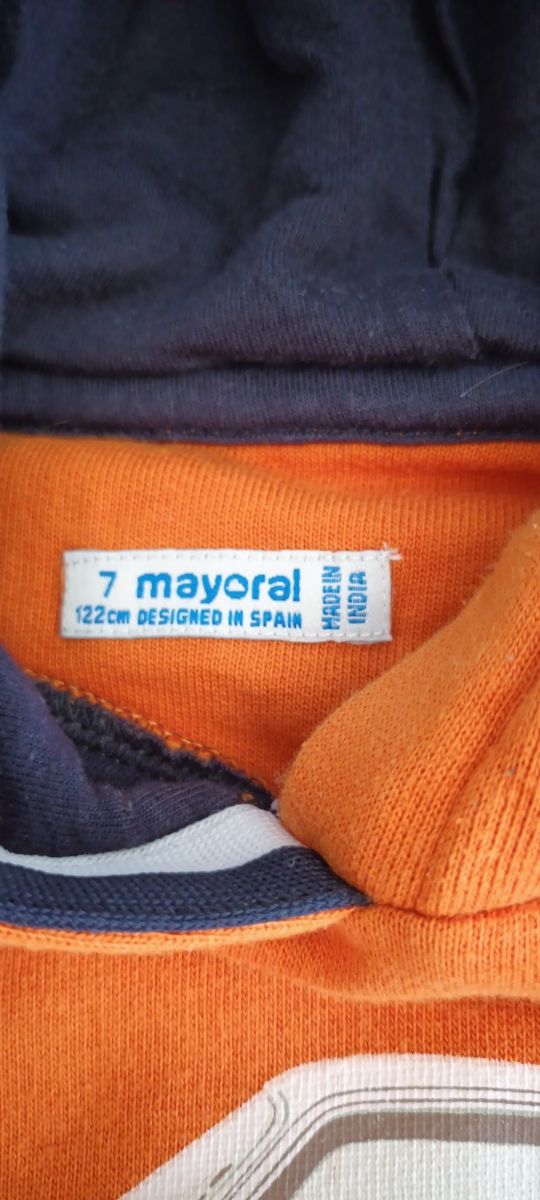 7 mayoral
122cm DESIGNED IN SPAIN
MADE IN
INDIA